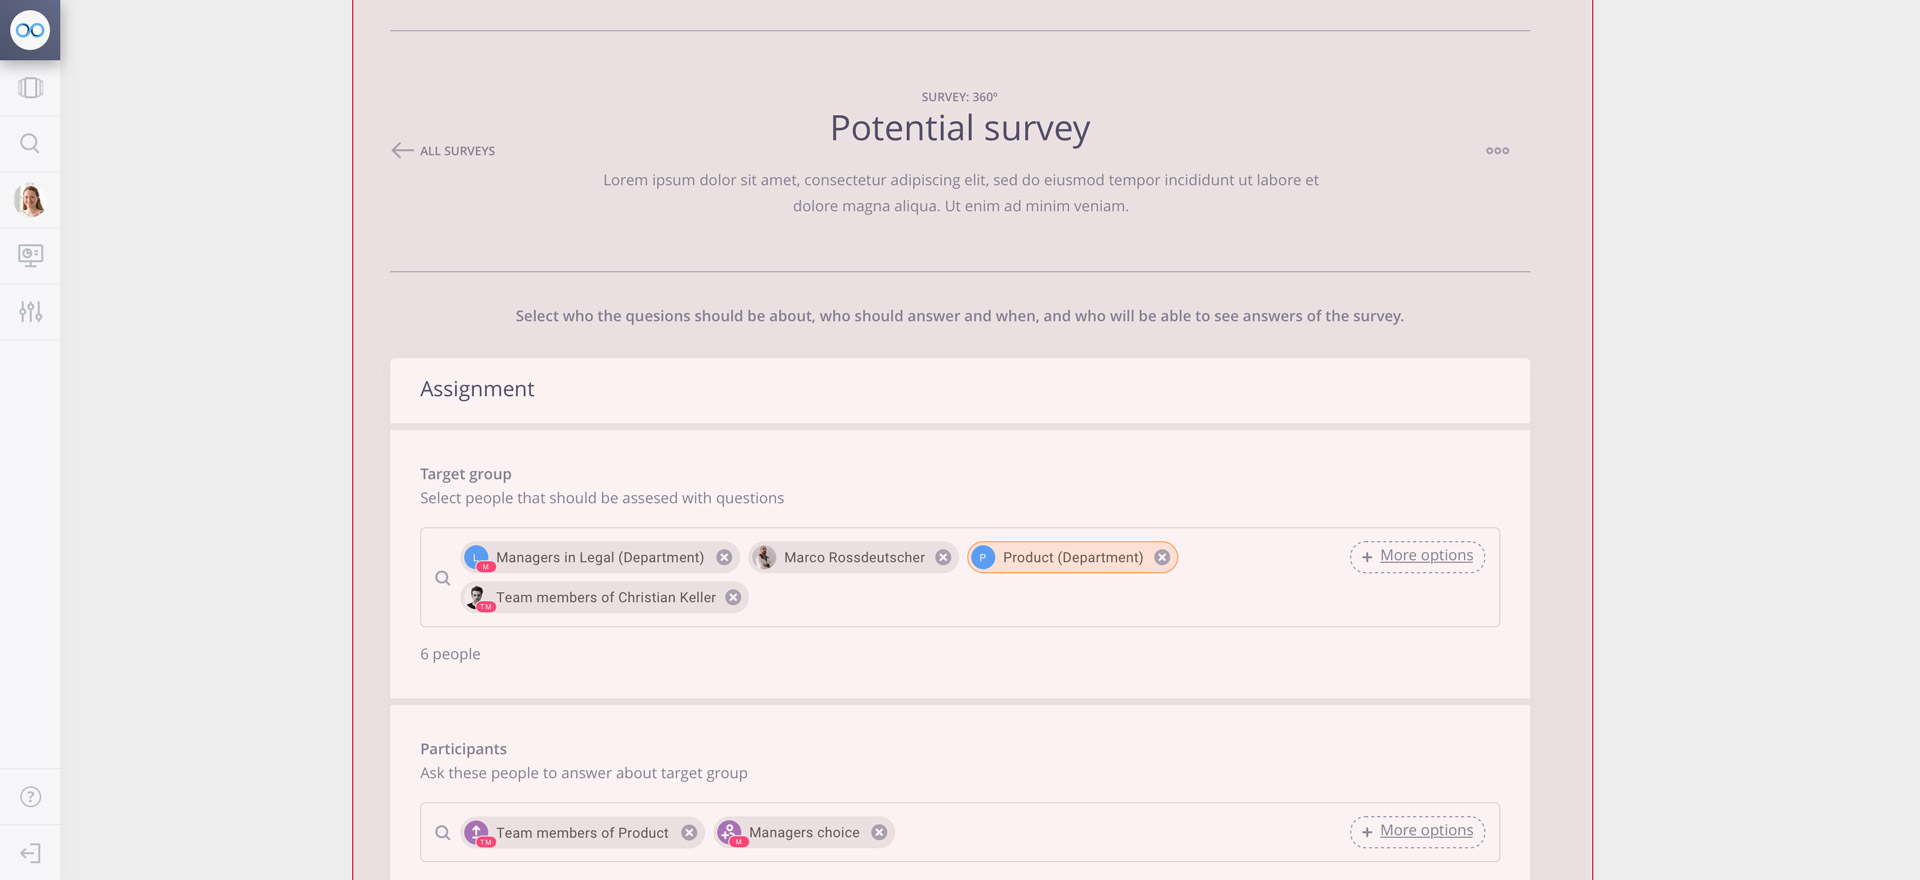 SURVEY: 360º
Potential survey
ALL SURVEYS
Lorem ipsum dolor sit amet, consectetur adipiscing elit, sed do eiusmod tempor incididunt ut labore et
dolore magna aliqua. Ut enim ad minim veniam.
Select who the quesions should be about, who should answer and when, and who will be able to see answers of the survey.
Assignment
Target group
Select people that should be assesed with questions
L M Managers in Legal (Department) Marco Rossdeutscher P Product (Department) + More options
TM Team members of Christian Keller
6 people
Participants
Ask these people to answer about target group
TM Team members of Product M Managers choice + More options